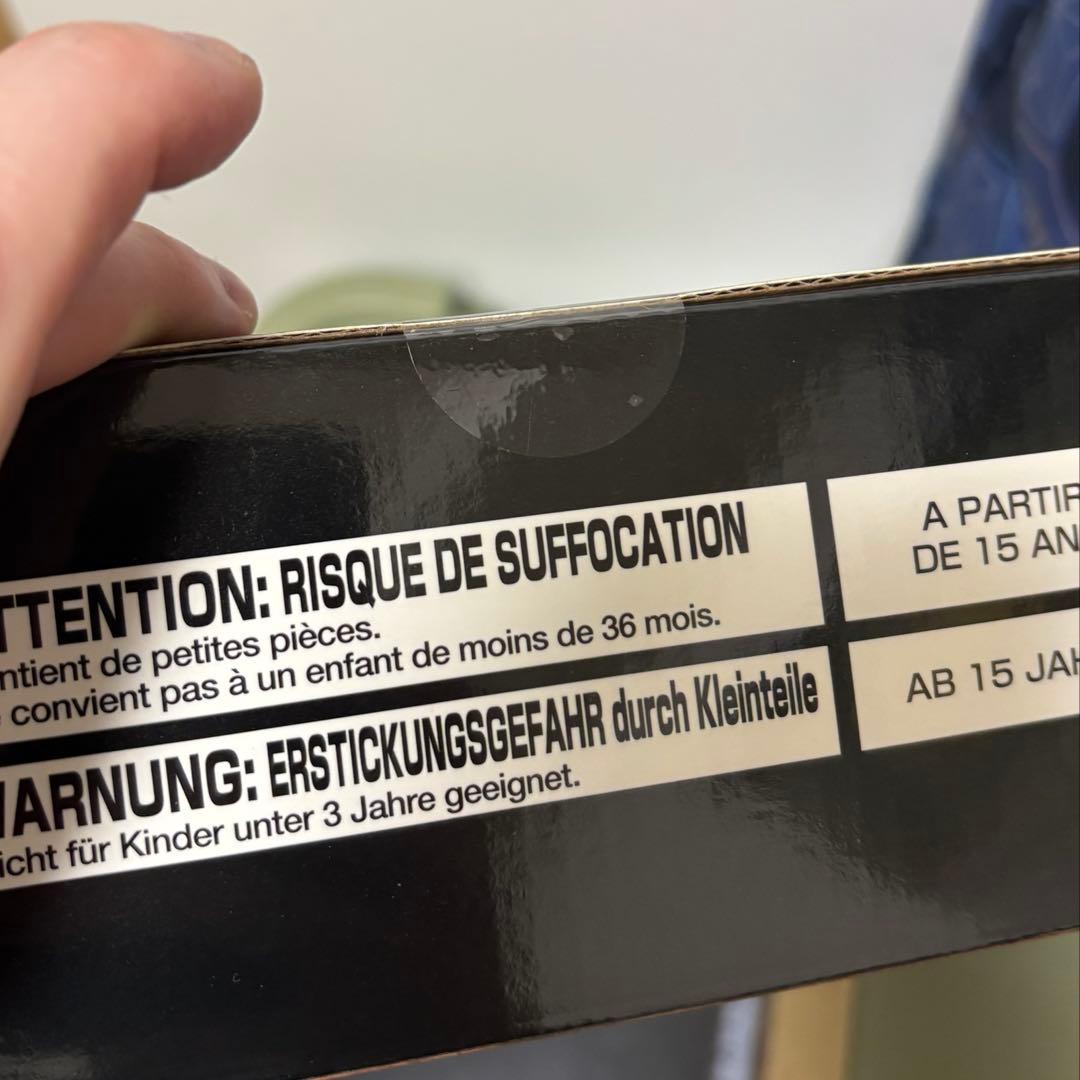 TTENTION: RISQUE DE SUFFOCATION
ntient de petites pièces.
convient pas à un enfant de moins de 36 mois.
A PARTIR
DE 15 AN
WARNUNG: ERSTICKUNGSGEFAHR durch Kleinteile
icht für Kinder unter 3 Jahre geeignet.
AB 15 JAH